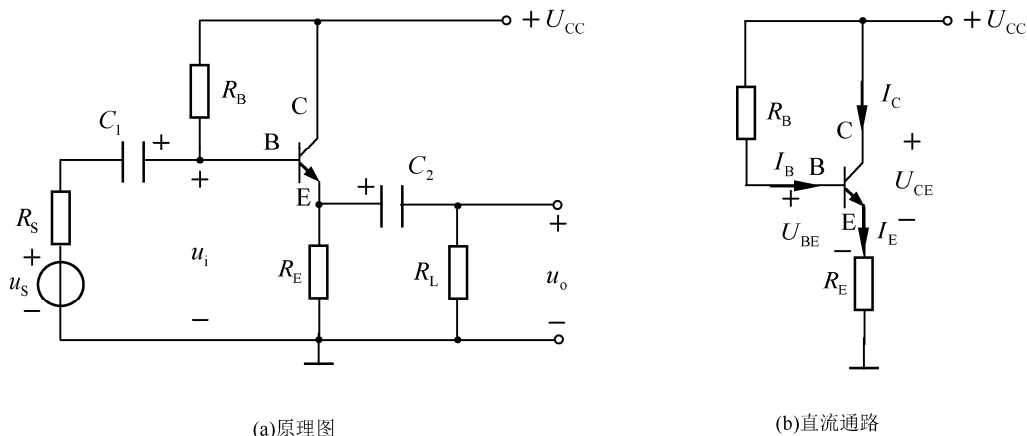 + U_CC
R_B
C
C_1
+
B
C_2
+
E
+
R_S
+
u_S
−
u_i
−
R_E
R_L
+
u_o
−
(a)原理图
+ U_CC
R_B
I_C
C
+
I_B
B
U_CE
+
E
I_E
−
U_BE
−
R_E
(b)直流通路